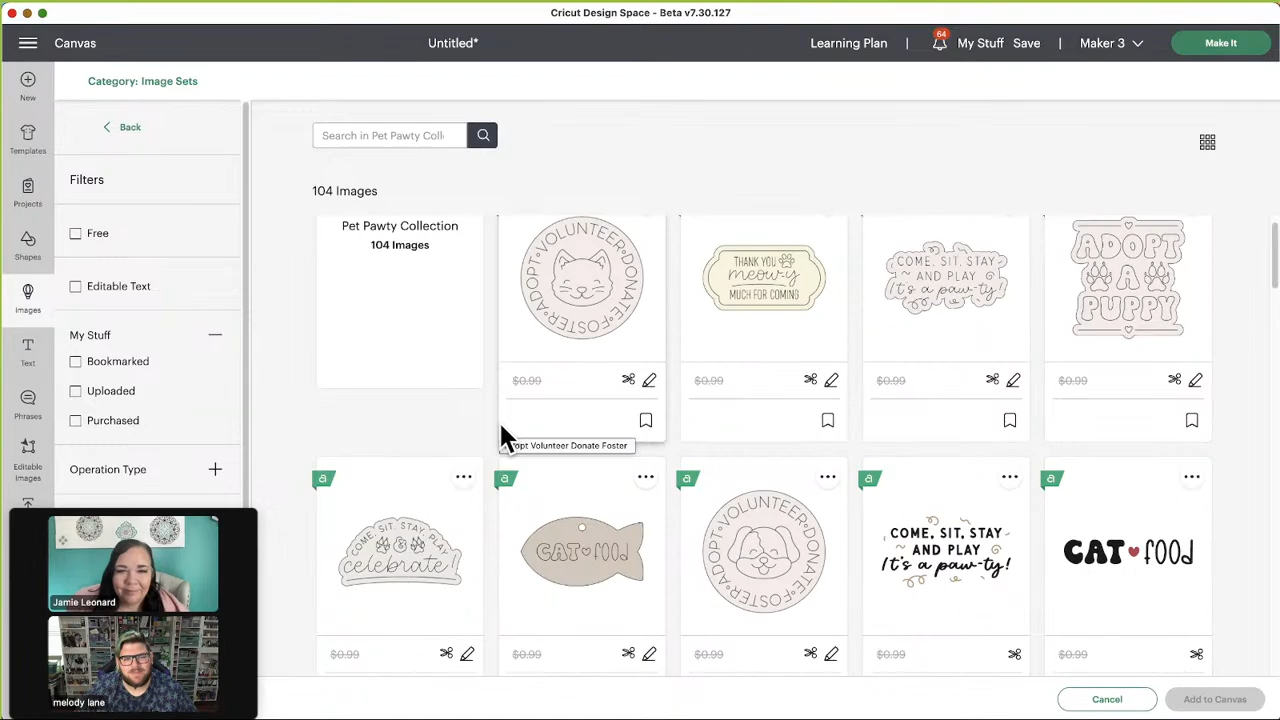 Cricut Design Space - Beta v7.30.127
Canvas
Untitled*
Learning Plan
64
My Stuff
Save
Maker 3
Make It
New
Templates
Projects
Shapes
Images
Text
Phrases
Editable
Images
Category: Image Sets
Back
Filters
Free
Editable Text
My Stuff
Bookmarked
Uploaded
Purchased
Operation Type
Search in Pet Pawty Coll
104 Images
Pet Pawty Collection
104 Images
ADOPT · VOLUNTEER · DONATE · FOSTER
$0.99
THANK YOU
meow-y
MUCH FOR COMING
$0.99
COME, SIT, STAY
AND PLAY
It's a paw-ty!
$0.99
ADOPT
A
PUPPY
$0.99
opt Volunteer Donate Foster
a
COME, SIT, STAY, PLAY
&
celebrate!
$0.99
a
CAT food
$0.99
a
ADOPT · VOLUNTEER · DONATE · FOSTER
$0.99
a
COME, SIT, STAY
AND PLAY
It's a paw-ty!
$0.99
a
CAT food
$0.99
Jamie Leonard
melody lane
Cancel
Add to Canvas